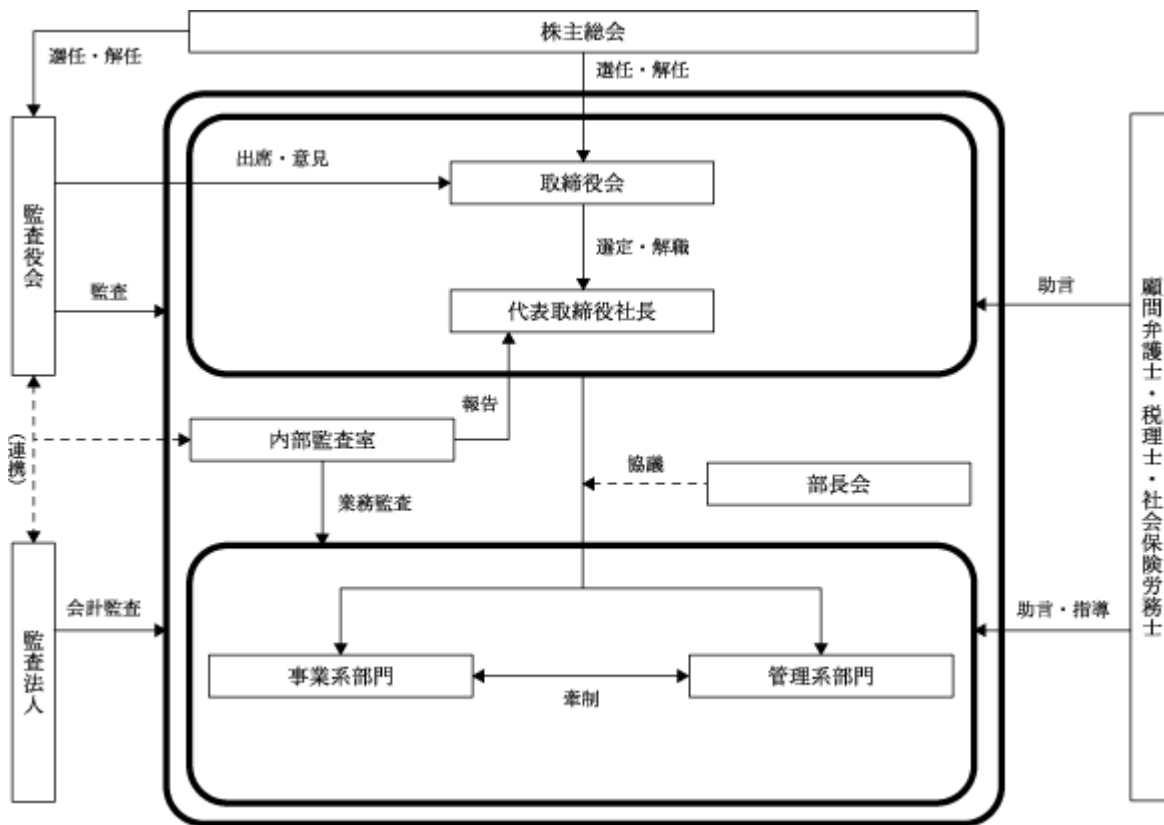 株主総会
選任・解任
選任・解任
出席・意見
取締役会
監査役会
選定・解職
監査
助言
代表取締役社長
顧問弁護士・税理士・社会保険労務士
報告
内部監査室
(連携)
協議
部長会
業務監査
会計監査
助言・指導
監査法人
事業系部門
管理系部門
牽制